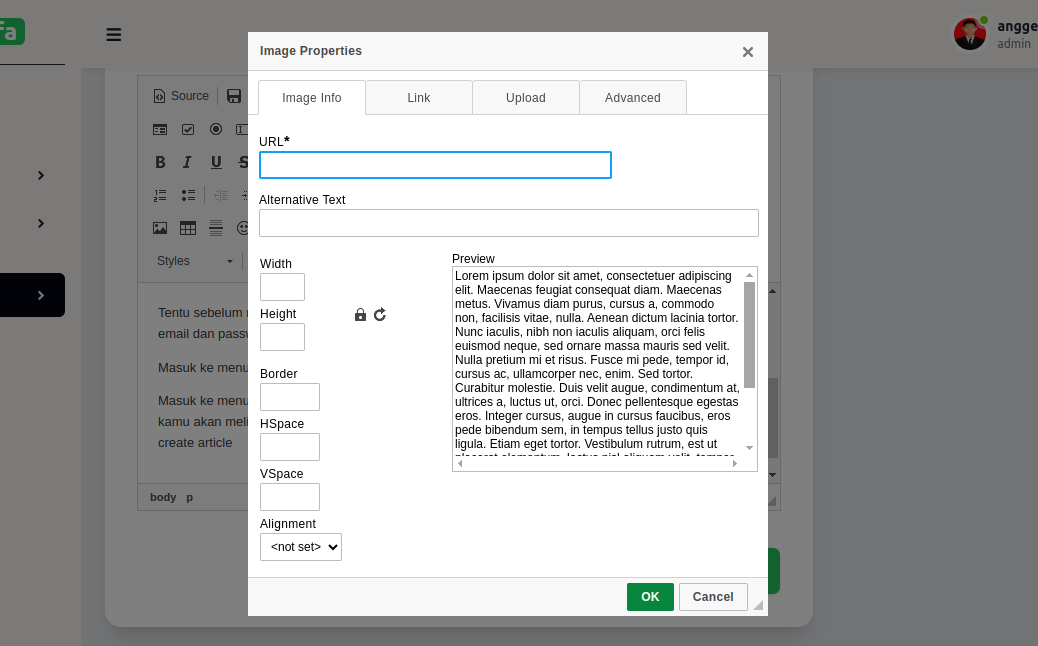 fa
angge
admin
Image Properties
Image Info
Link
Upload
Advanced
Source
URL*
Alternative Text
B I U S
Styles
Width
Height
Border
HSpace
VSpace
Alignment
<not set>
Preview
Lorem ipsum dolor sit amet, consectetuer adipiscing
elit. Maecenas feugiat consequat diam. Maecenas
metus. Vivamus diam purus, cursus a, commodo
non, facilisis vitae, nulla. Aenean dictum lacinia tortor.
Nunc iaculis, nibh non iaculis aliquam, orci felis
euismod neque, sed ornare massa mauris sed velit.
Nulla pretium mi et risus. Fusce mi pede, tempor id,
cursus ac, ullamcorper nec, enim. Sed tortor.
Curabitur molestie. Duis velit augue, condimentum at,
ultrices a, luctus ut, orci. Donec pellentesque egestas
eros. Integer cursus, augue in cursus faucibus, eros
pede bibendum sem, in tempus tellus justo quis
ligula. Etiam eget tortor. Vestibulum rutrum, est ut
Tentu sebelum
email dan passw
Masuk ke menu
Masuk ke menu
kamu akan meli
create article
body p
OK
Cancel